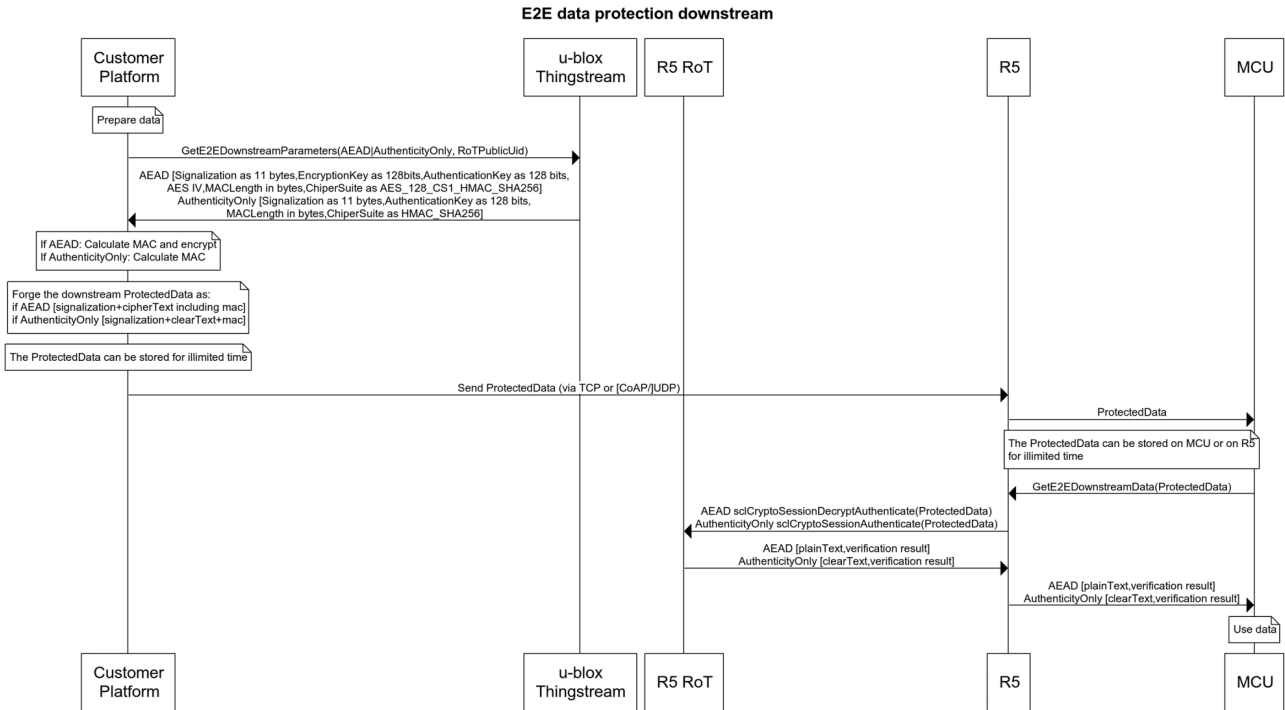 E2E data protection downstream
Customer
Platform
u-blox
Thingstream
R5 RoT
R5
MCU
Prepare data
GetE2EDownstreamParameters(AEAD|AuthenticityOnly, RoTPublicUid)
AEAD [Signalization as 11 bytes,EncryptionKey as 128bits,AuthenticationKey as 128 bits,
AES IV,MACLength in bytes,ChiperSuite as AES_128_CS1_HMAC_SHA256]
AuthenticityOnly [Signalization as 11 bytes,AuthenticationKey as 128 bits,
MACLength in bytes,ChiperSuite as HMAC_SHA256]
If AEAD: Calculate MAC and encrypt
If AuthenticityOnly: Calculate MAC
Forge the downstream ProtectedData as:
if AEAD [signalization+cipherText including mac]
if AuthenticityOnly [signalization+clearText+mac]
The ProtectedData can be stored for illimited time
Send ProtectedData (via TCP or [CoAP/]UDP)
ProtectedData
The ProtectedData can be stored on MCU or on R5
for illimited time
GetE2EDownstreamData(ProtectedData)
AEAD sclCryptoSessionDecryptAuthenticate(ProtectedData)
AuthenticityOnly sclCryptoSessionAuthenticate(ProtectedData)
AEAD [plainText,verification result]
AuthenticityOnly [clearText,verification result]
AEAD [plainText,verification result]
AuthenticityOnly [clearText,verification result]
Use data
Customer
Platform
u-blox
Thingstream
R5 RoT
R5
MCU